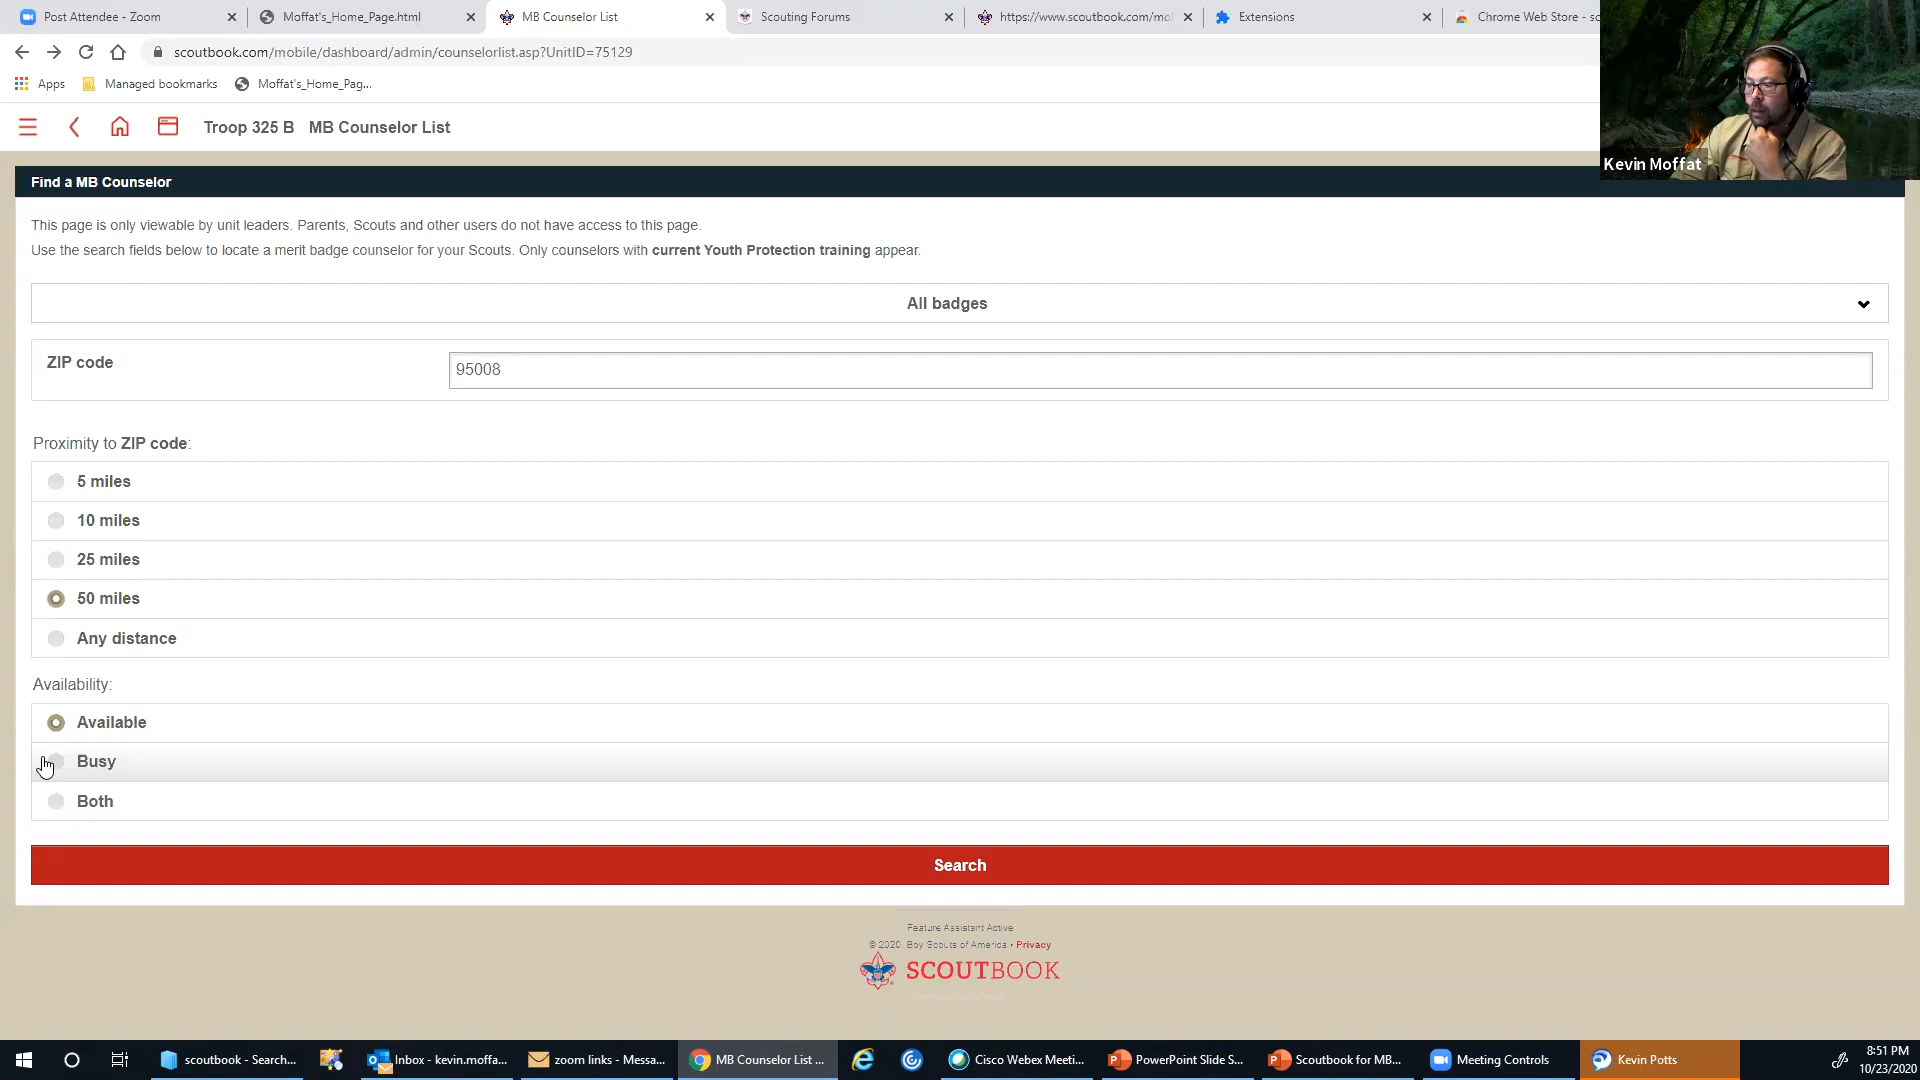 Post Attendee - Zoom
Moffat's_Home_Page.html
MB Counselor List
Scouting Forums
https://www.scoutbook.com/mo
Extensions
Chrome Web Store - sc
scoutbook.com/mobile/dashboard/admin/counselorlist.asp?UnitID=75129
Apps
Managed bookmarks
Moffat's_Home_Pag...
Troop 325 B MB Counselor List
Kevin Moffat
Find a MB Counselor
This page is only viewable by unit leaders. Parents, Scouts and other users do not have access to this page.
Use the search fields below to locate a merit badge counselor for your Scouts. Only counselors with current Youth Protection training appear.
All badges
ZIP code
95008
Proximity to ZIP code:
5 miles
10 miles
25 miles
50 miles
Any distance
Availability:
Available
Busy
Both
Search
Feature Assistant Active
© 2020. Boy Scouts of America • Privacy
SCOUTBOOK
scoutbook - Search...
Inbox - kevin.moffa...
zoom links - Messa...
MB Counselor List ...
Cisco Webex Meeti...
PowerPoint Slide S...
Scoutbook for MB...
Meeting Controls
Kevin Potts
8:51 PM
10/23/2020